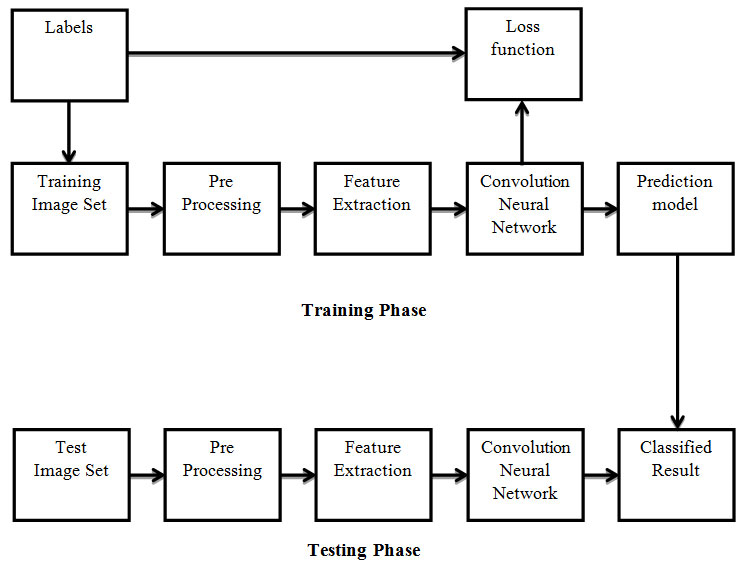 Labels
Loss
function
Training
Image Set
Pre
Processing
Feature
Extraction
Convolution
Neural
Network
Prediction
model
Training Phase
Test
Image Set
Pre
Processing
Feature
Extraction
Convolution
Neural
Network
Classified
Result
Testing Phase